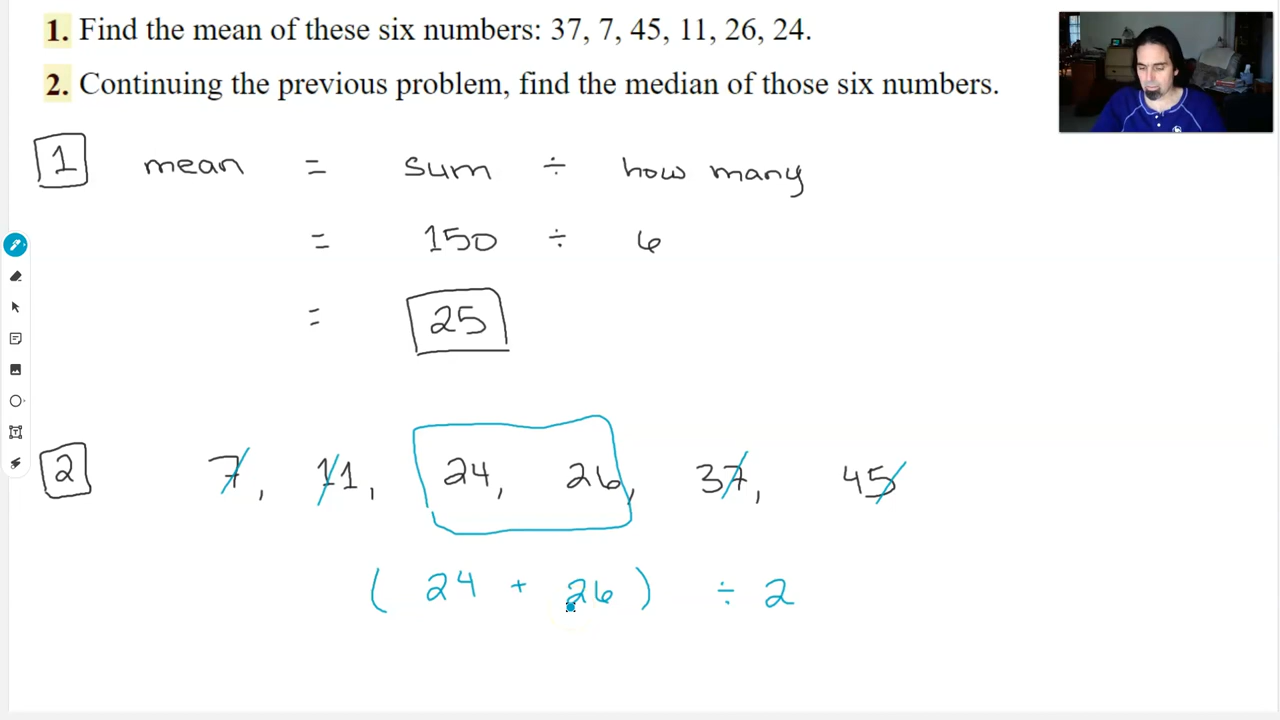 1. Find the mean of these six numbers: 37, 7, 45, 11, 26, 24.
2. Continuing the previous problem, find the median of those six numbers.
1 mean = sum ÷ how many
= 150 ÷ 6
= 25
2 7, 11, 24, 26, 37, 45
( 24 + 26 ) ÷ 2